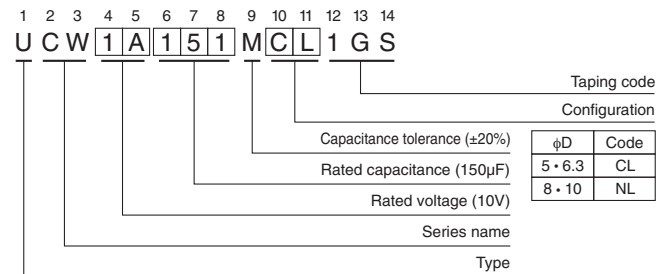 1 2 3 4 5 6 7 8 9 10 11 12 13 14
U C W 1 A 1 5 1 M C L 1 G S
Taping code
Configuration
Capacitance tolerance (±20%)
Rated capacitance (150µF)
Rated voltage (10V)
Series name
Type
ϕD Code
5 • 6.3 CL
8 • 10 NL